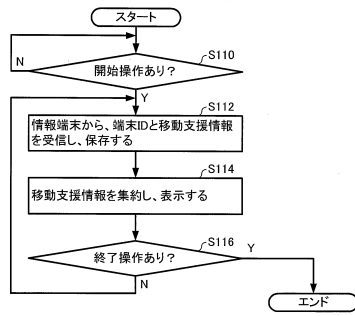 スタート
S110
開始操作あり？
N
Y
S112
情報端末から、端末IDと移動支援情報
を受信し、保存する
S114
移動支援情報を集約し、表示する
S116
終了操作あり？
Y
N
エンド